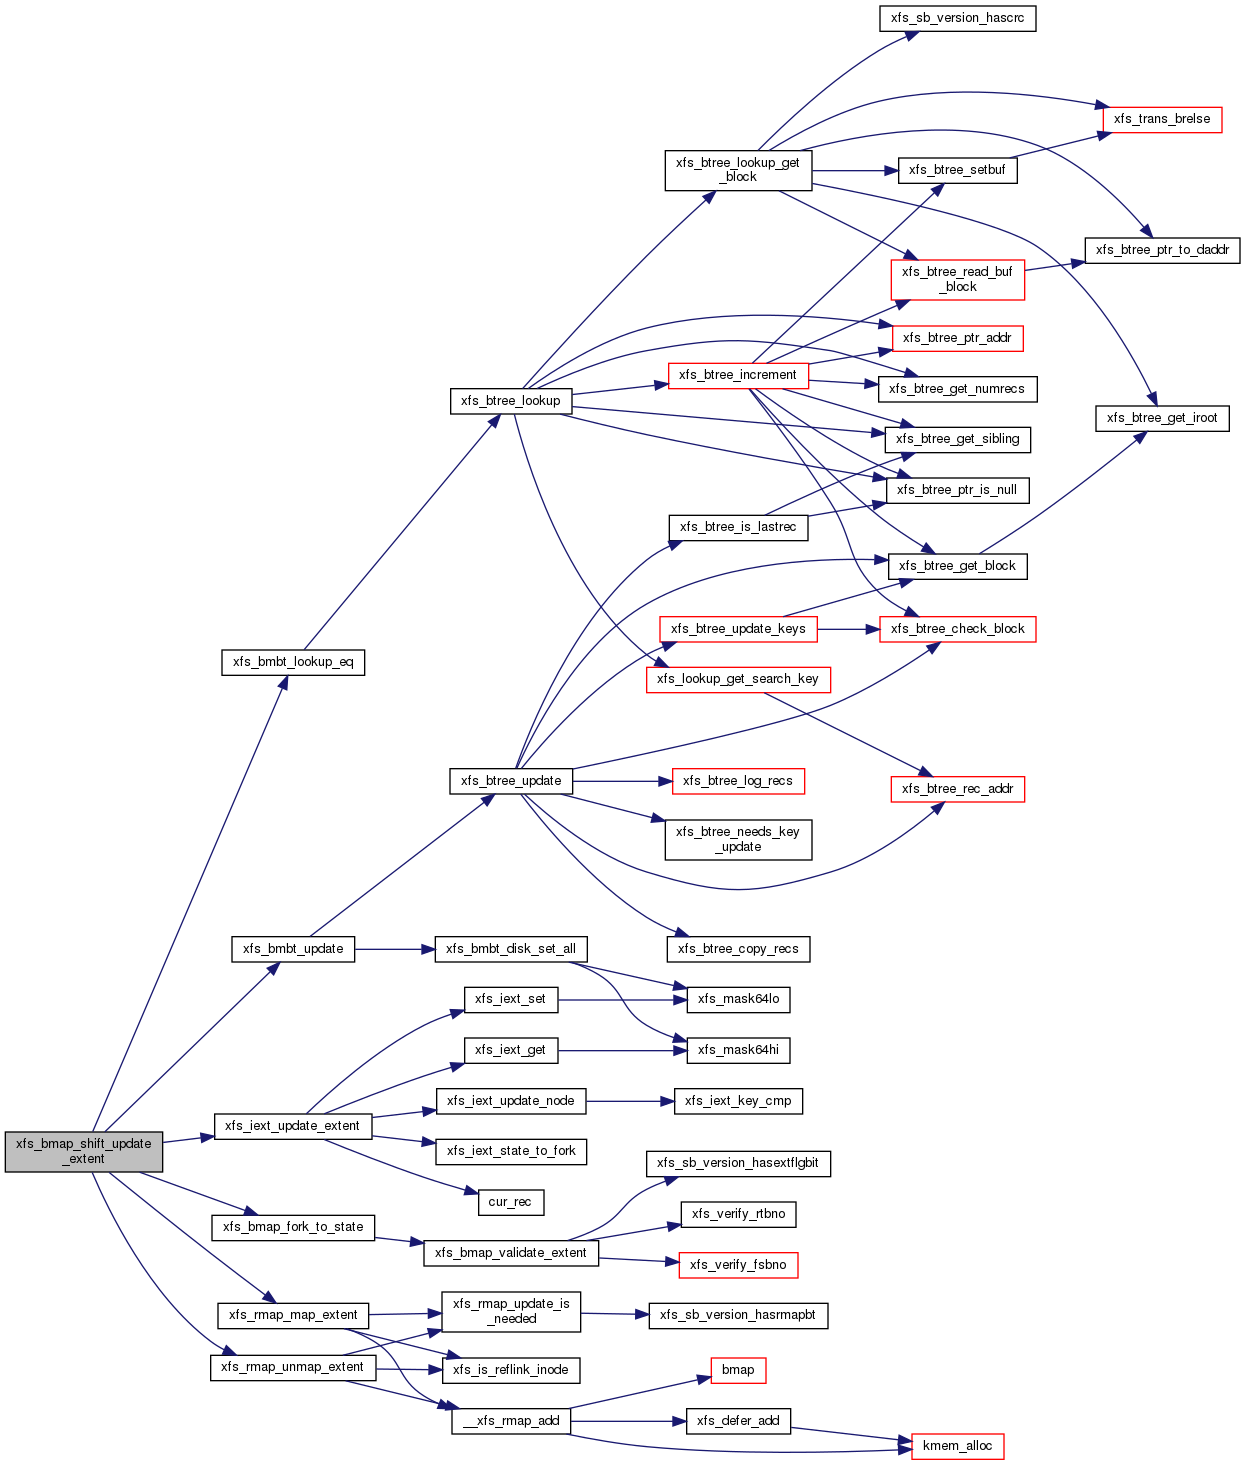 xfs_sb_version_hascrc
xfs_trans_brelse
xfs_btree_lookup_get
_block
xfs_btree_setbuf
xfs_btree_ptr_to_daddr
xfs_btree_read_buf
_block
xfs_btree_ptr_addr
xfs_btree_increment
xfs_btree_get_numrecs
xfs_btree_lookup
xfs_btree_get_iroot
xfs_btree_get_sibling
xfs_btree_ptr_is_null
xfs_btree_is_lastrec
xfs_btree_get_block
xfs_btree_update_keys
xfs_btree_check_block
xfs_bmbt_lookup_eq
xfs_lookup_get_search_key
xfs_btree_update
xfs_btree_log_recs
xfs_btree_rec_addr
xfs_btree_needs_key
_update
xfs_bmbt_update
xfs_bmbt_disk_set_all
xfs_btree_copy_recs
xfs_iext_set
xfs_mask64lo
xfs_iext_get
xfs_mask64hi
xfs_iext_update_node
xfs_iext_key_cmp
xfs_iext_update_extent
xfs_bmap_shift_update
_extent
xfs_iext_state_to_fork
xfs_sb_version_hasextflgbit
cur_rec
xfs_verify_rtbno
xfs_bmap_fork_to_state
xfs_bmap_validate_extent
xfs_verify_fsbno
xfs_rmap_update_is
_needed
xfs_rmap_map_extent
xfs_sb_version_hasrmapbt
xfs_rmap_unmap_extent
xfs_is_reflink_inode
bmap
__xfs_rmap_add
xfs_defer_add
kmem_alloc